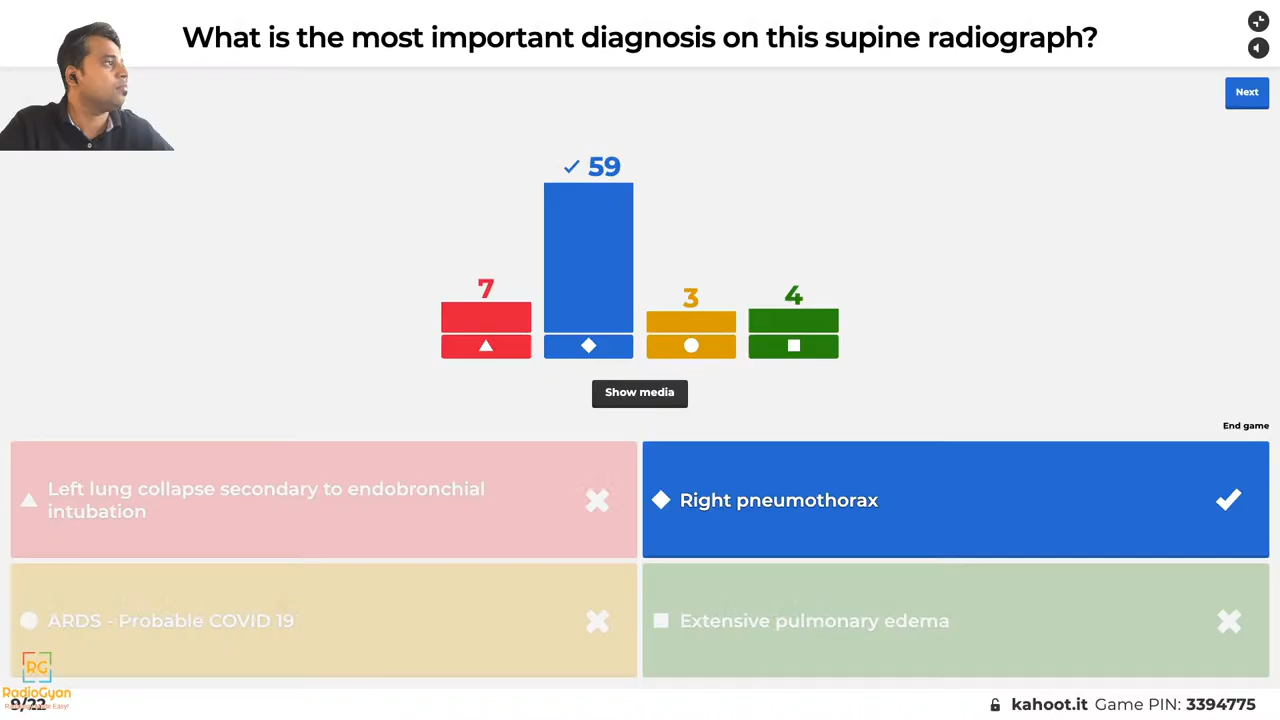 What is the most important diagnosis on this supine radiograph?
Next
59
7
3
4
Show media
End game
Left lung collapse secondary to endobronchial
intubation
Right pneumothorax
ARDS - Probable COVID 19
Extensive pulmonary edema
RG
RadioGyan
9/22
kahoot.it Game PIN: 3394775